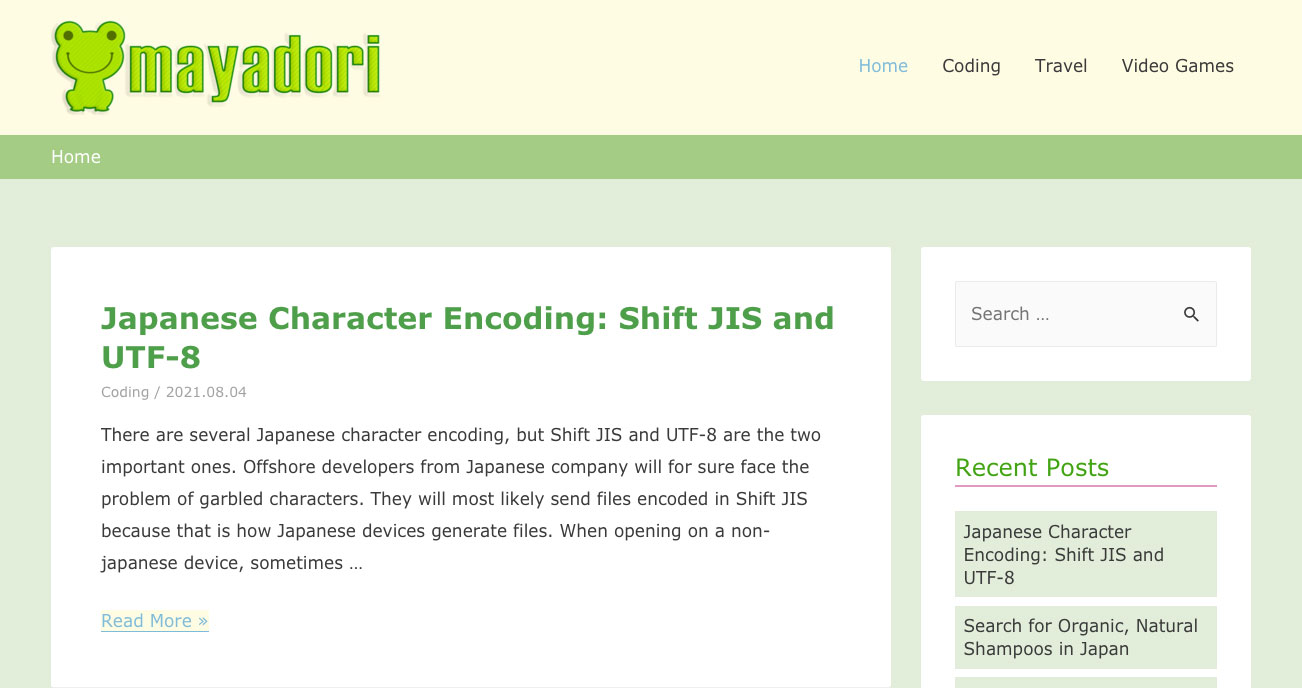 mayadori
Home Coding Travel Video Games
Home
Japanese Character Encoding: Shift JIS and
UTF-8
Coding / 2021.08.04
There are several Japanese character encoding, but Shift JIS and UTF-8 are the two
important ones. Offshore developers from Japanese company will for sure face the
problem of garbled characters. They will most likely send files encoded in Shift JIS
because that is how Japanese devices generate files. When opening on a non-
japanese device, sometimes …
Read More »
Search …
Recent Posts
Japanese Character
Encoding: Shift JIS and
UTF-8
Search for Organic, Natural
Shampoos in Japan